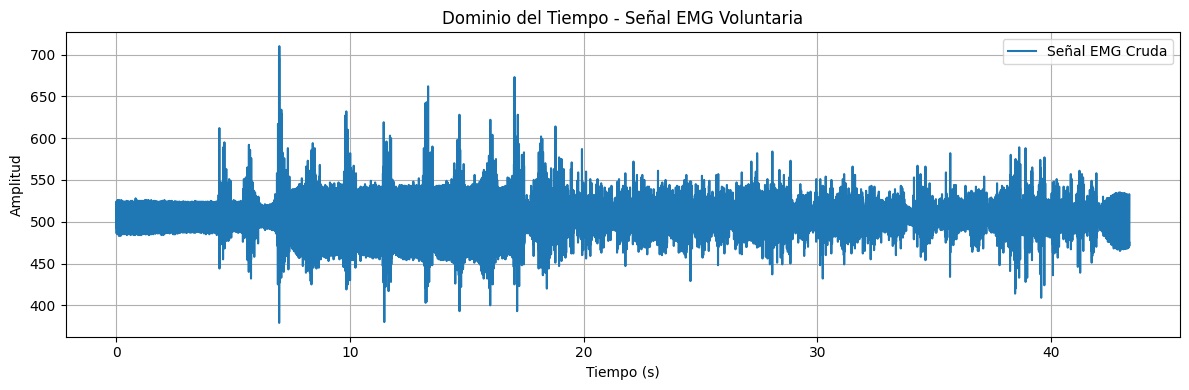 Dominio del Tiempo - Señal EMG Voluntaria
Señal EMG Cruda
Amplitud
700
650
600
550
500
450
400
0 10 20 30 40
Tiempo (s)